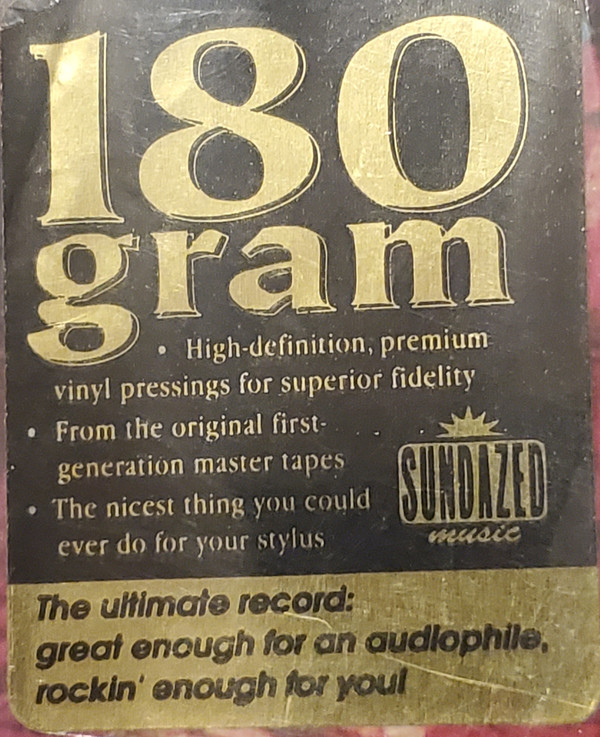 180
gram
• High-definition, premium
vinyl pressings for superior fidelity
• From the original first-
generation master tapes
• The nicest thing you could
ever do for your stylus
SUNDAZED
music
The ultimate record:
great enough for an audiophile,
rockin' enough for you!